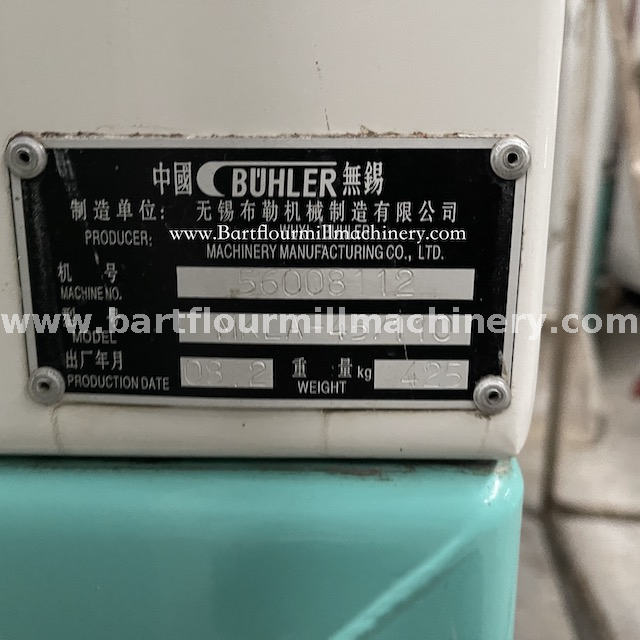 中國 BÜHLER 無錫
制造单位: 无锡布勒机械制造有限公司
www.Bartflourmillmachinery.com
PRODUCER: MACHINERY MANUFACTURING CO., LTD.
机 号
MACHINE NO. 56008112
www.bartflourmillmachinery.com
MODEL
出厂年月 08.2 重 量 kg 425
PRODUCTION DATE WEIGHT